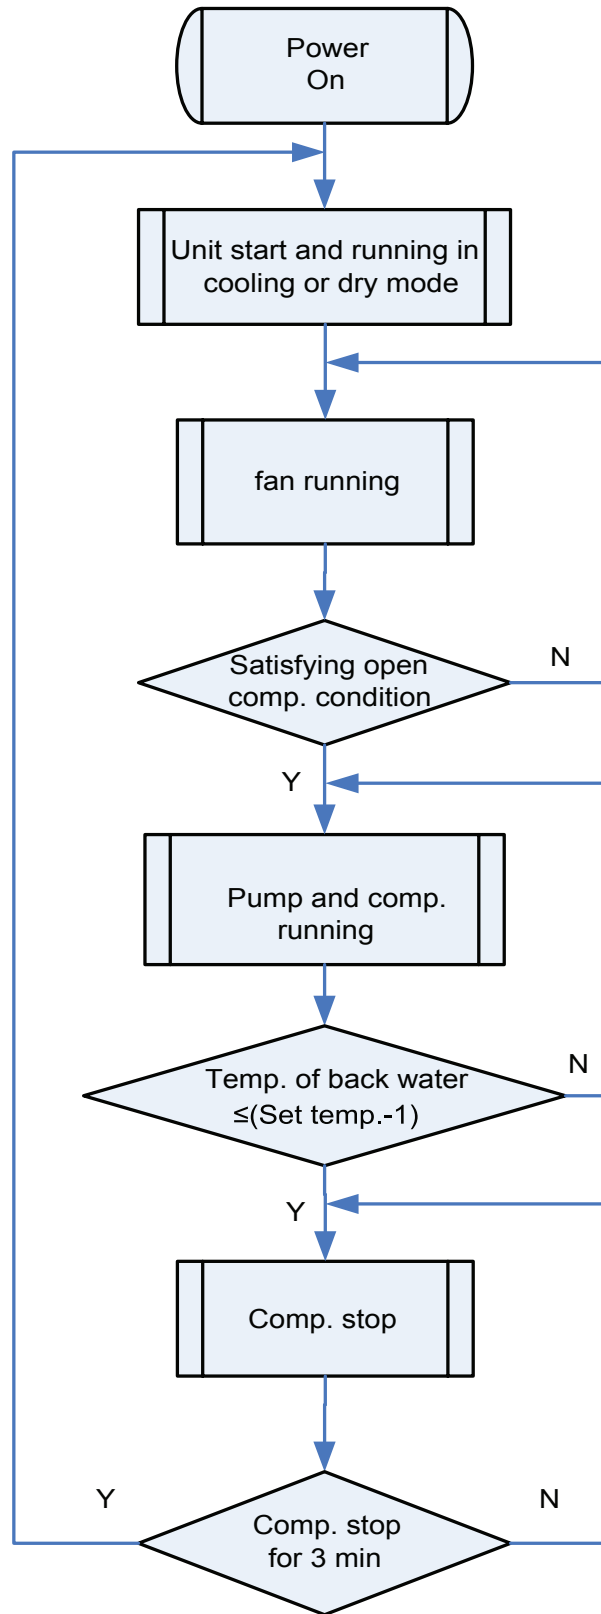 Power
On
Unit start and running in
cooling or dry mode
fan running
Satisfying open
comp. condition
N
Y
Pump and comp.
running
Temp. of back water
≤(Set temp.-1)
N
Y
Comp. stop
Y
Comp. stop
for 3 min
N